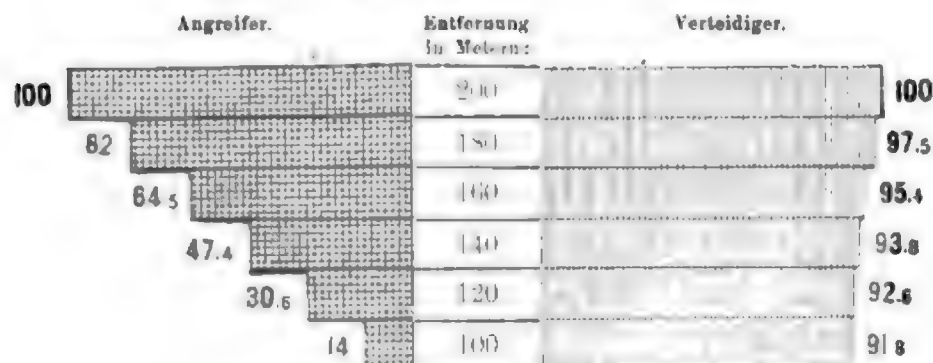 Angreifer. Entfernung Verteidiger.
in Metern:
100 200 100
82 180 97.5
64.5 160 95.4
47.4 140 93.8
30.6 120 92.6
14 100 91 8